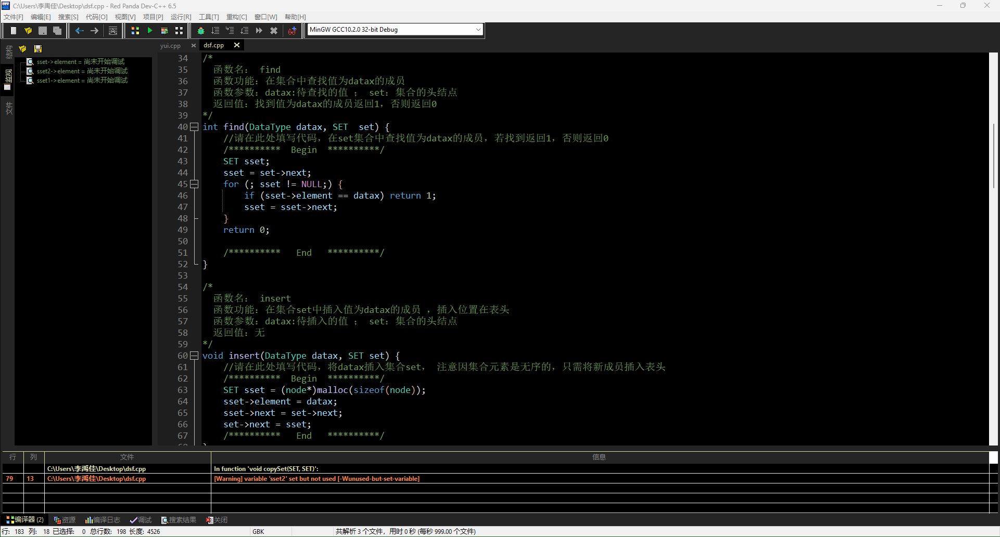 C:\Users\李禹佳\Desktop\dsf.cpp - Red Panda Dev-C++ 6.5
文件[F] 编辑[E] 搜索[S] 代码[O] 视图[V] 项目[P] 运行[R] 工具[T] 重构[C] 窗口[W] 帮助[H]
MinGW GCC10.2.0 32-bit Debug
结构
监视
文件
sset->element = 尚未开始调试
sset2->element = 尚未开始调试
sset1->element = 尚未开始调试
yui.cpp dsf.cpp
34 /*
35 函数名： find
36 函数功能：在集合中查找值为datax的成员
37 函数参数：datax:待查找的值 ； set：集合的头结点
38 返回值：找到值为datax的成员返回1，否则返回0
39 */
40 int find(DataType datax, SET  set) {
41 //请在此处填写代码，在set集合中查找值为datax的成员，若找到返回1，否则返回0
42 /**********  Begin  **********/
43 SET sset;
44 sset = set->next;
45 for (; sset != NULL;) {
46 if (sset->element == datax) return 1;
47 sset = sset->next;
48 }
49 return 0;
50
51 /**********   End   **********/
52 }
53
54 /*
55 函数名： insert
56 函数功能：在集合set中插入值为datax的成员 ，插入位置在表头
57 函数参数：datax:待插入的值 ； set：集合的头结点
58 返回值：无
59 */
60 void insert(DataType datax, SET set) {
61 //请在此处填写代码，将datax插入集合set， 注意因集合元素是无序的，只需将新成员插入表头
62 /**********  Begin  **********/
63 SET sset = (node*)malloc(sizeof(node));
64 sset->element = datax;
65 sset->next = set->next;
66 set->next = sset;
67 /**********   End   **********/
行 列 文件 信息
C:\Users\李禹佳\Desktop\dsf.cpp In function 'void copySet(SET, SET)':
79 13 C:\Users\李禹佳\Desktop\dsf.cpp [Warning] variable 'sset2' set but not used [-Wunused-but-set-variable]
编译器 (2) 资源 编译日志 调试 搜索结果 关闭
行: 183 列: 18 已选择: 0 总行数: 198 长度: 4526 GBK 共解析 3 个文件，用时 0 秒 (每秒 999.00 个文件)